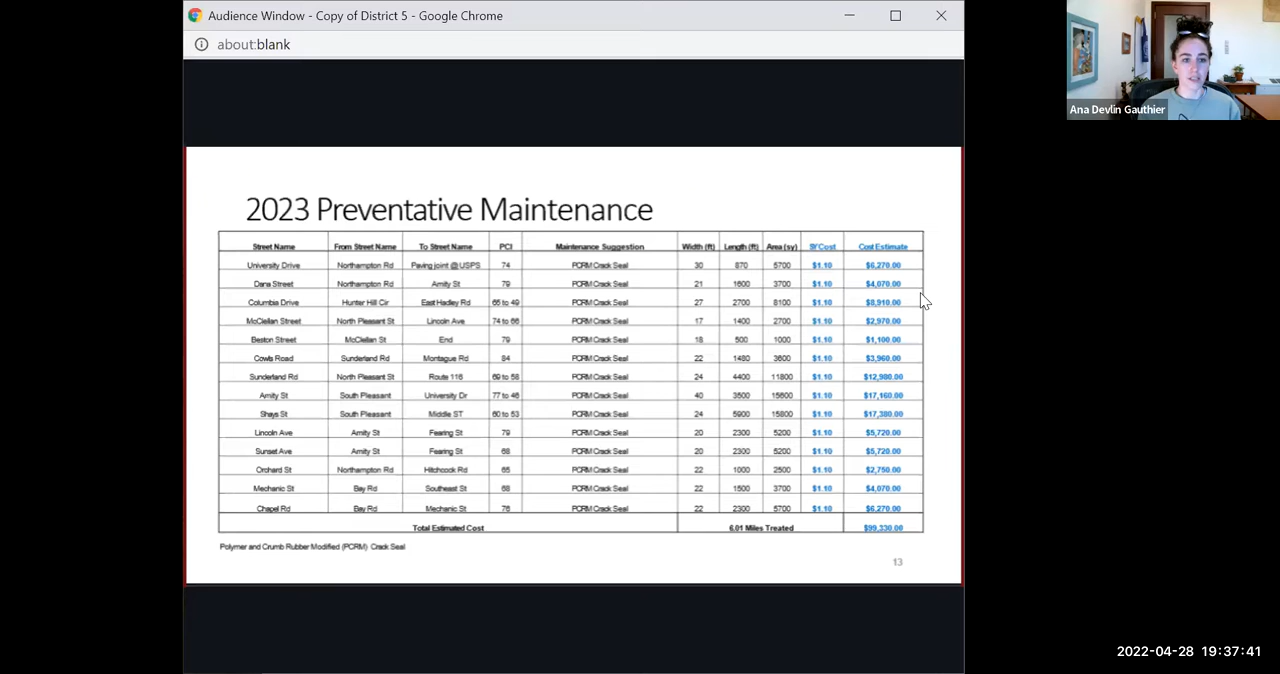 Audience Window - Copy of District 5 - Google Chrome
about:blank
Ana Devlin Gauthier
2023 Preventative Maintenance
Street Name From Street Name To Street Name PCI Maintenance Suggestion Width (ft) Length (ft) Area (sy) SY Cost Cost Estimate
University Drive Northampton Rd Paving joint @ USPS 74 PCRM Crack Seal 30 870 5700 $1.10 $6,270.00
Dana Street Northampton Rd Amity St 79 PCRM Crack Seal 21 1600 3700 $1.10 $4,070.00
Columbia Drive Hunter Hill Cir East Hadley Rd 65 to 49 PCRM Crack Seal 27 2700 8100 $1.10 $8,910.00
McClellan Street North Pleasant St Lincoln Ave 74 to 66 PCRM Crack Seal 17 1400 2700 $1.10 $2,970.00
Beston Street McClellan St End 79 PCRM Crack Seal 18 500 1000 $1.10 $1,100.00
Cowls Road Sunderland Rd Montague Rd 84 PCRM Crack Seal 22 1480 3600 $1.10 $3,960.00
Sunderland Rd North Pleasant St Route 116 69 to 58 PCRM Crack Seal 24 4400 11800 $1.10 $12,980.00
Amity St South Pleasant University Dr 77 to 46 PCRM Crack Seal 40 3500 15600 $1.10 $17,160.00
Shays St South Pleasant Middle ST 60 to 53 PCRM Crack Seal 24 5900 15800 $1.10 $17,380.00
Lincoln Ave Amity St Fearing St 79 PCRM Crack Seal 20 2300 5200 $1.10 $5,720.00
Sunset Ave Amity St Fearing St 68 PCRM Crack Seal 20 2300 5200 $1.10 $5,720.00
Orchard St Northampton Rd Hitchcock Rd 65 PCRM Crack Seal 22 1000 2500 $1.10 $2,750.00
Mechanic St Bay Rd Southeast St 68 PCRM Crack Seal 22 1500 3700 $1.10 $4,070.00
Chapel Rd Bay Rd Mechanic St 76 PCRM Crack Seal 22 2300 5700 $1.10 $6,270.00
Total Estimated Cost 6.01 Miles Treated $99,330.00
Polymer and Crumb Rubber Modified (PCRM) Crack Seal
13
2022-04-28 19:37:41